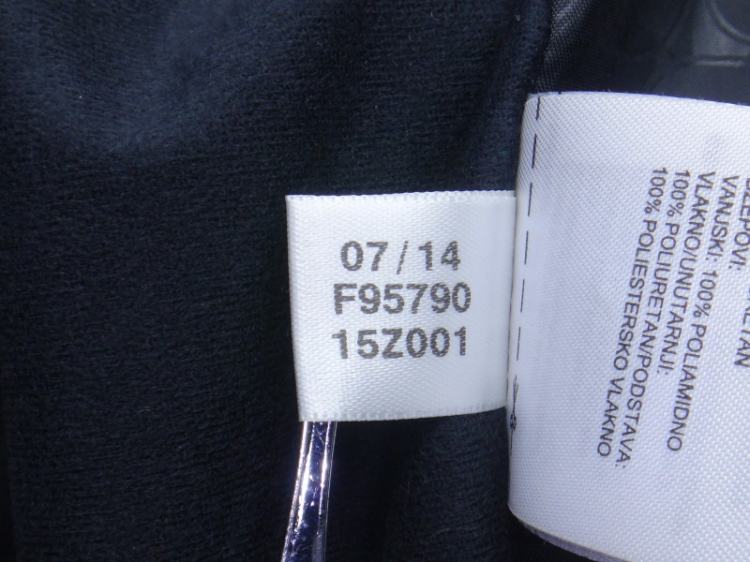 07/14
F95790
15Z001
VANJSKI: 100% POLIAMIDNO
VLAKNO/UNUTARNJI:
100% POLIURETAN/PODSTAVA:
100% POLIESTERSKO VLAKNO